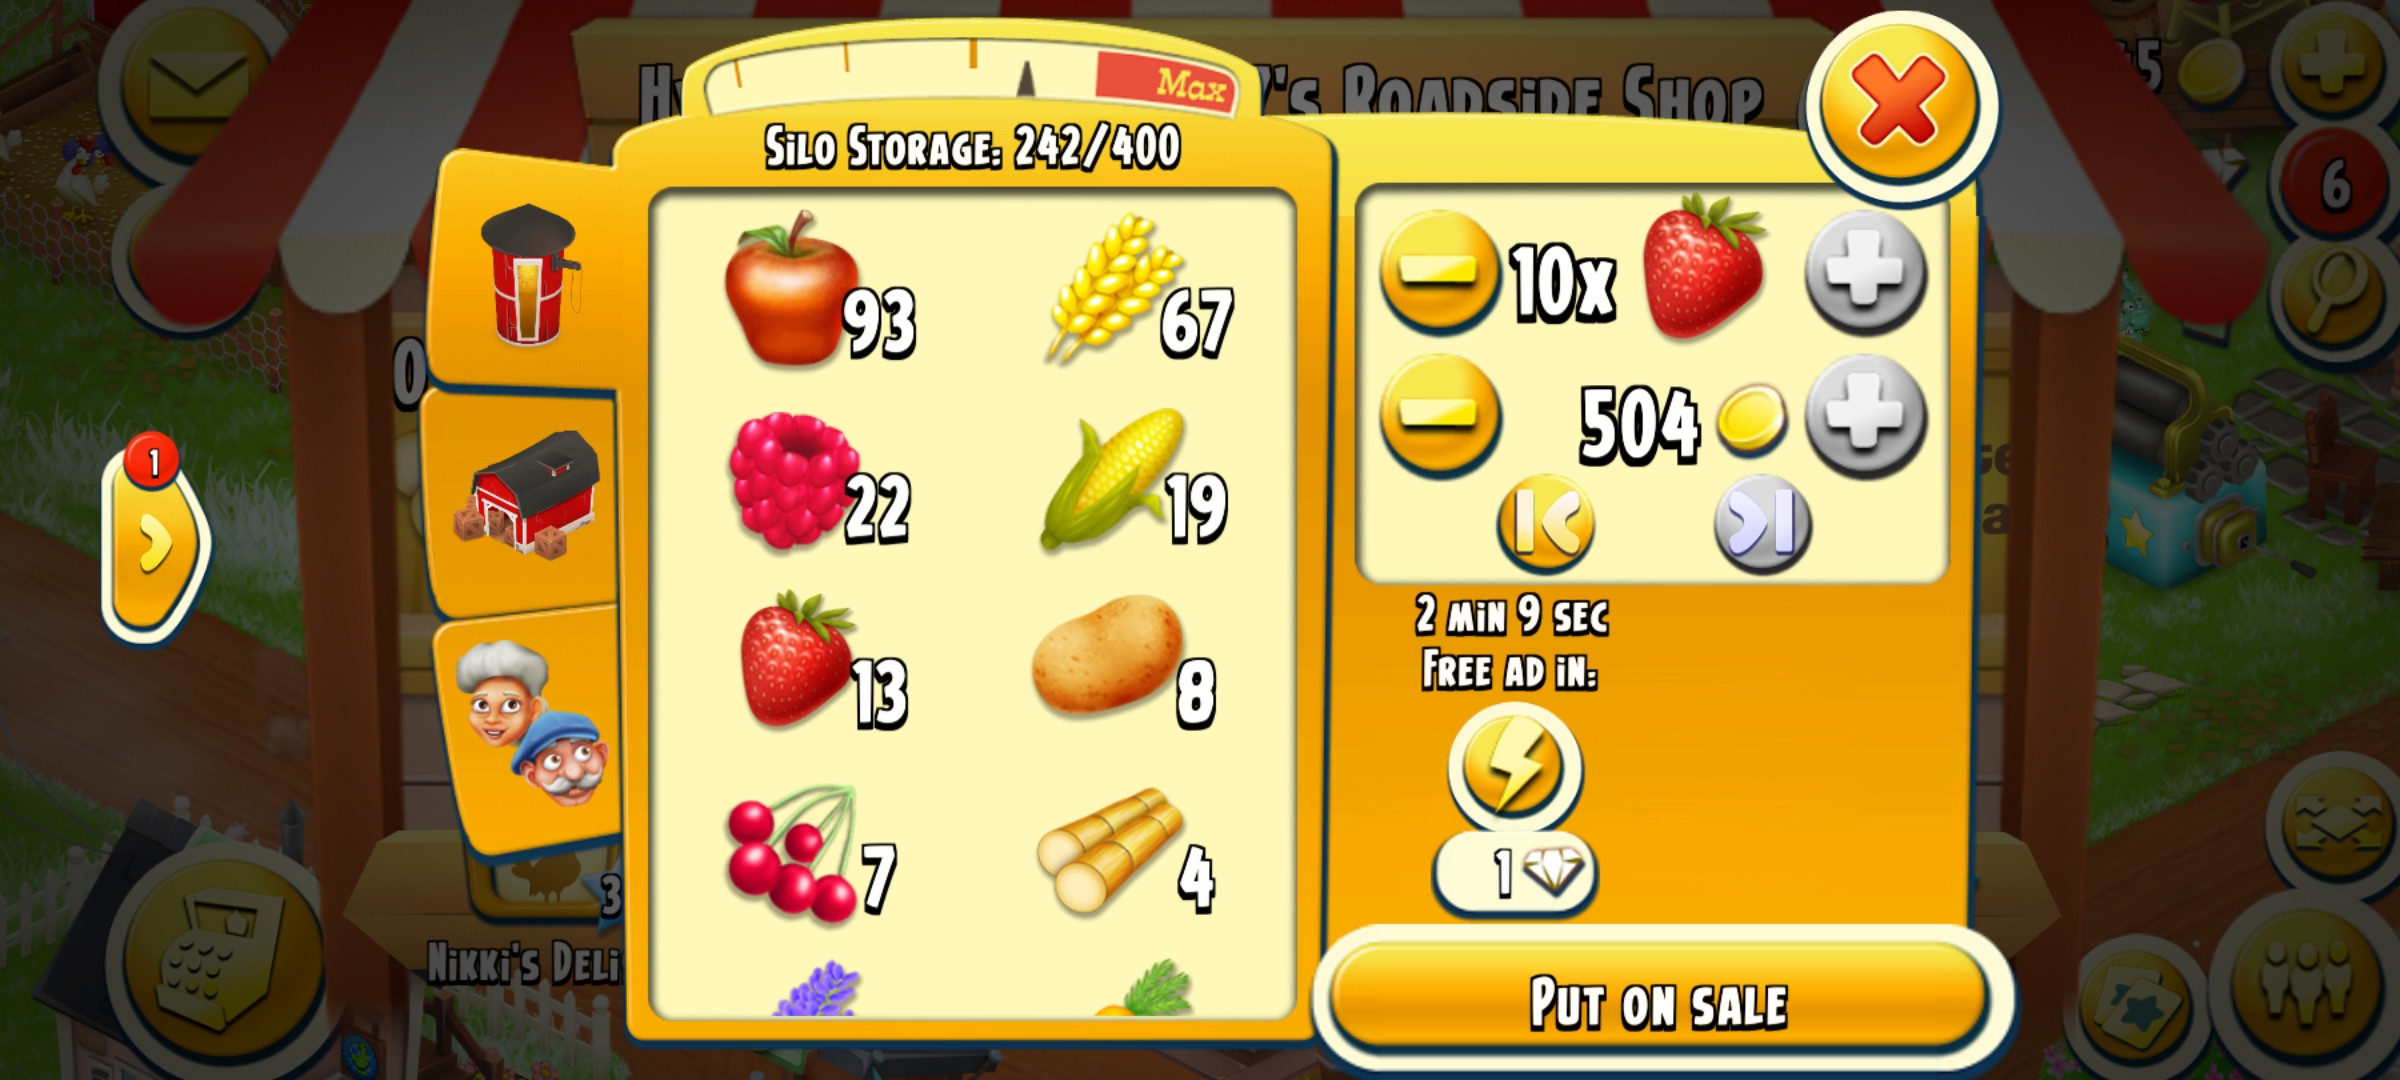 'S ROADSIDE SHOP
Max
SILO STORAGE: 242/400
93
67
22
19
13
8
7
4
10x
504
2 MIN 9 SEC
FREE AD IN:
1
PUT ON SALE
1
6
5
0
3
NIKKI'S